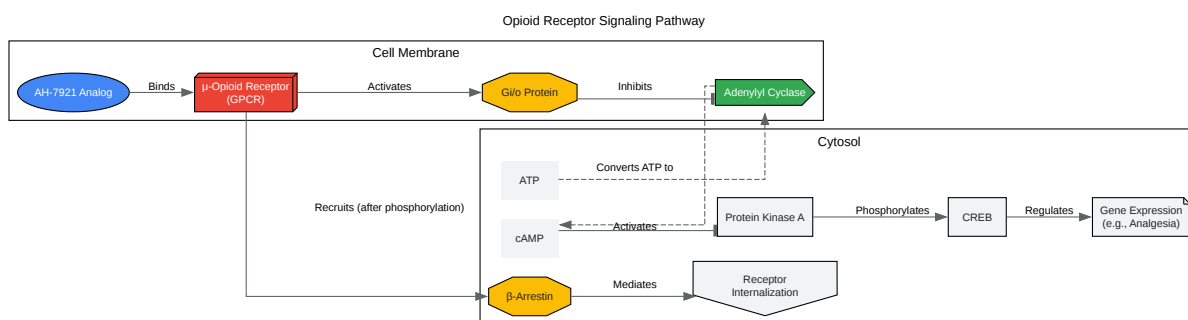 Opioid Receptor Signaling Pathway
Cell Membrane
AH-7921 Analog
Binds
μ-Opioid Receptor
(GPCR)
Activates
Gi/o Protein
Inhibits
Adenylyl Cyclase
Cytosol
ATP
Converts ATP to
Recruits (after phosphorylation)
cAMP
Activates
Protein Kinase A
Phosphorylates
CREB
Regulates
Gene Expression
(e.g., Analgesia)
β-Arrestin
Mediates
Receptor
Internalization